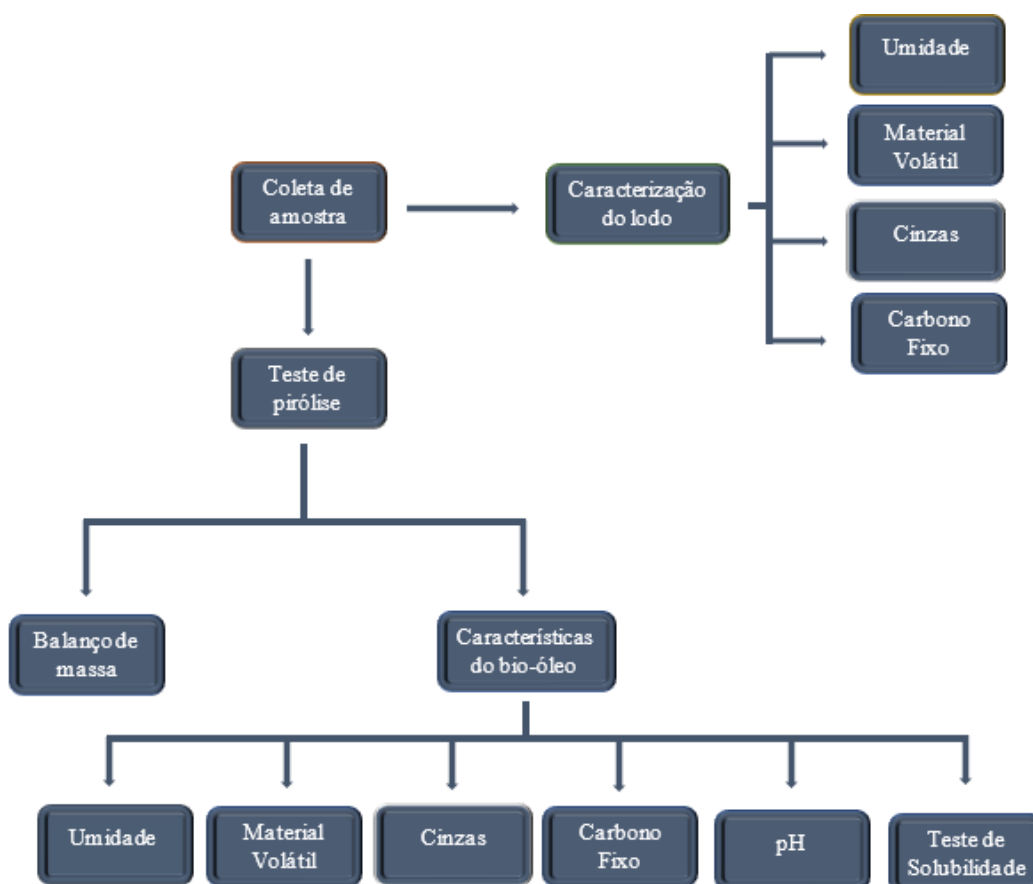 Umidade
Material
Volátil
Coleta de
amostra
Caracterização
do lodo
Cinzas
Carbono
Fixo
Teste de
pirólise
Balanço de
massa
Características
do bio-óleo
Umidade
Material
Volátil
Cinzas
Carbono
Fixo
pH
Teste de
Solubilidade